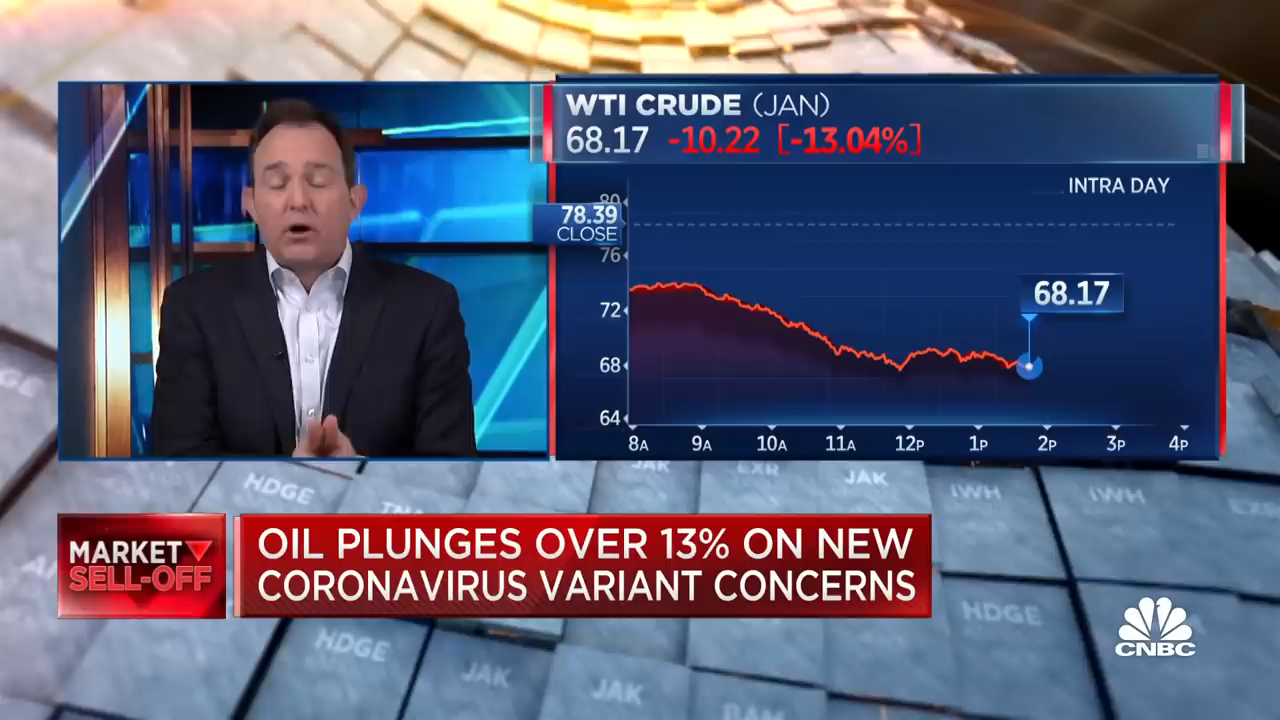 WTI CRUDE (JAN)
68.17 -10.22 [-13.04%]
INTRA DAY
80
78.39
CLOSE
76
72
68
64
68.17
8A 9A 10A 11A 12P 1P 2P 3P 4P
JAK EXR JAK
HDGE IWH IWH
MARKET
SELL-OFF
OIL PLUNGES OVER 13% ON NEW
CORONAVIRUS VARIANT CONCERNS
HDGE
HDGE
JAK
JAK
CNBC